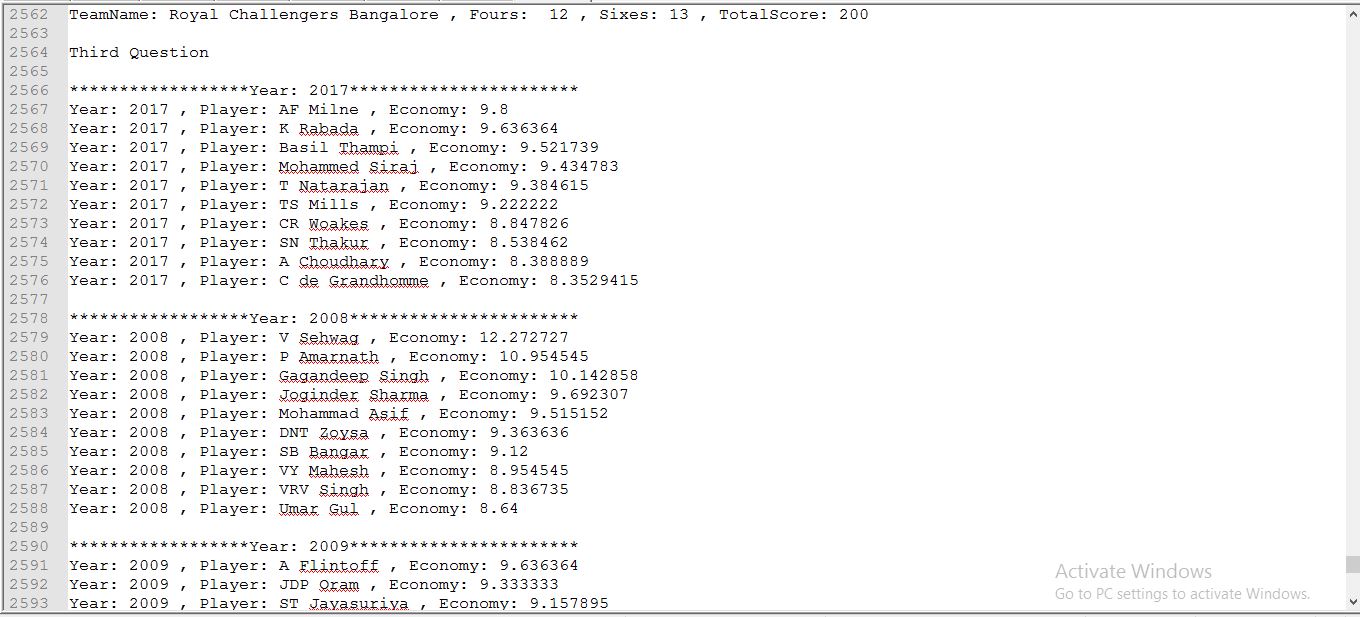 2562 TeamName: Royal Challengers Bangalore , Fours:  12 , Sixes: 13 , TotalScore: 200
2563
2564 Third Question
2565
2566 ******************Year: 2017***********************
2567 Year: 2017 , Player: AF Milne , Economy: 9.8
2568 Year: 2017 , Player: K Rabada , Economy: 9.636364
2569 Year: 2017 , Player: Basil Thampi , Economy: 9.521739
2570 Year: 2017 , Player: Mohammed Siraj , Economy: 9.434783
2571 Year: 2017 , Player: T Natarajan , Economy: 9.384615
2572 Year: 2017 , Player: TS Mills , Economy: 9.222222
2573 Year: 2017 , Player: CR Woakes , Economy: 8.847826
2574 Year: 2017 , Player: SN Thakur , Economy: 8.538462
2575 Year: 2017 , Player: A Choudhary , Economy: 8.388889
2576 Year: 2017 , Player: C de Grandhomme , Economy: 8.3529415
2577
2578 ******************Year: 2008***********************
2579 Year: 2008 , Player: V Sehwag , Economy: 12.272727
2580 Year: 2008 , Player: P Amarnath , Economy: 10.954545
2581 Year: 2008 , Player: Gagandeep Singh , Economy: 10.142858
2582 Year: 2008 , Player: Joginder Sharma , Economy: 9.692307
2583 Year: 2008 , Player: Mohammad Asif , Economy: 9.515152
2584 Year: 2008 , Player: DNT Zoysa , Economy: 9.363636
2585 Year: 2008 , Player: SB Bangar , Economy: 9.12
2586 Year: 2008 , Player: VY Mahesh , Economy: 8.954545
2587 Year: 2008 , Player: VRV Singh , Economy: 8.836735
2588 Year: 2008 , Player: Umar Gul , Economy: 8.64
2589
2590 ******************Year: 2009***********************
2591 Year: 2009 , Player: A Flintoff , Economy: 9.636364
2592 Year: 2009 , Player: JDP Oram , Economy: 9.333333
2593 Year: 2009 , Player: ST Jayasuriya , Economy: 9.157895
Activate Windows
Go to PC settings to activate Windows.